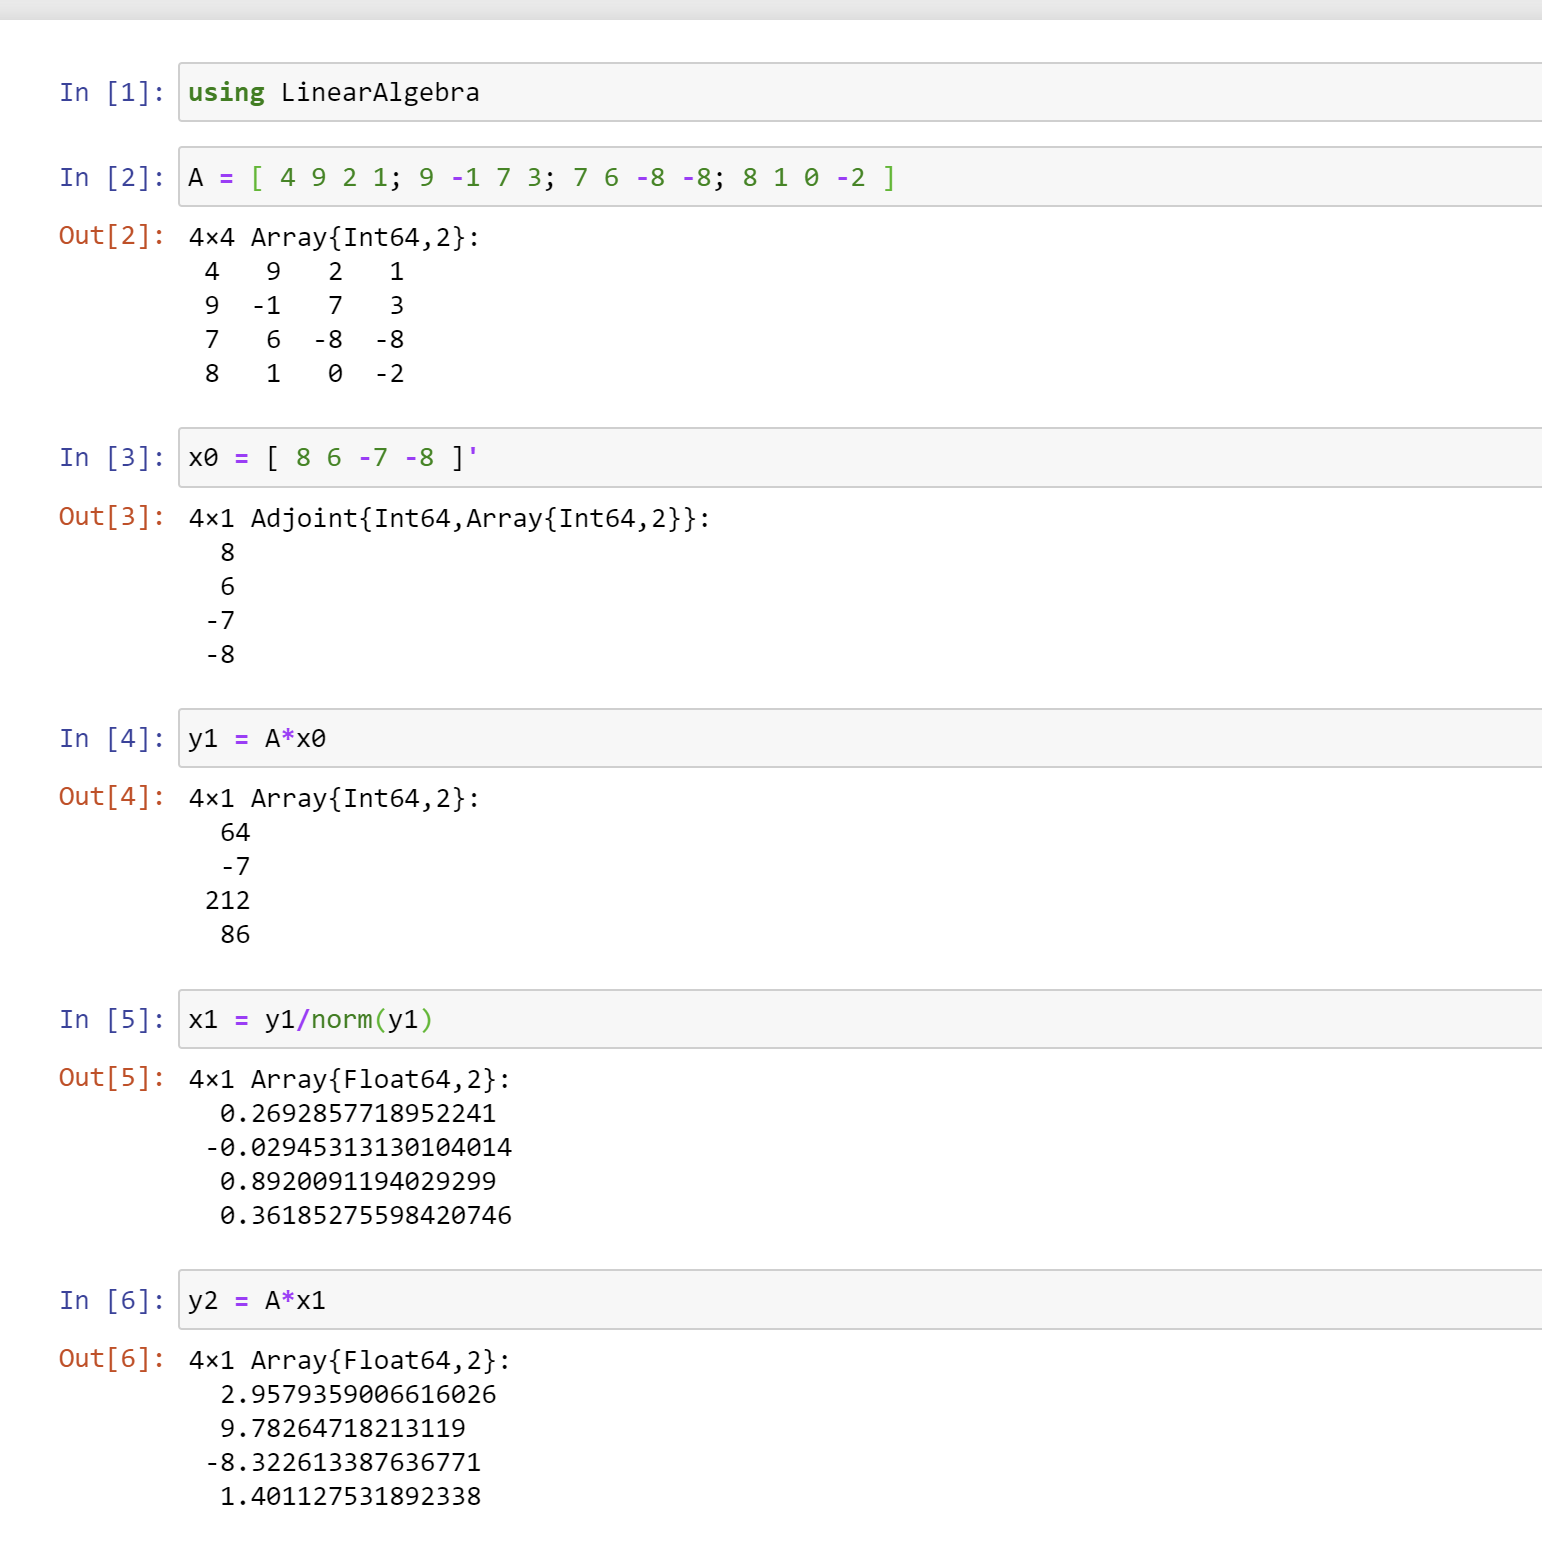 In [1]: using LinearAlgebra
In [2]: A = [ 4 9 2 1; 9 -1 7 3; 7 6 -8 -8; 8 1 0 -2 ]
Out[2]: 4×4 Array{Int64,2}:
4 9 2 1
9 -1 7 3
7 6 -8 -8
8 1 0 -2
In [3]: x0 = [ 8 6 -7 -8 ]'
Out[3]: 4×1 Adjoint{Int64,Array{Int64,2}}:
8
6
-7
-8
In [4]: y1 = A*x0
Out[4]: 4×1 Array{Int64,2}:
64
-7
212
86
In [5]: x1 = y1/norm(y1)
Out[5]: 4×1 Array{Float64,2}:
0.2692857718952241
-0.02945313130104014
0.8920091194029299
0.36185275598420746
In [6]: y2 = A*x1
Out[6]: 4×1 Array{Float64,2}:
2.9579359006616026
9.78264718213119
-8.322613387636771
1.401127531892338